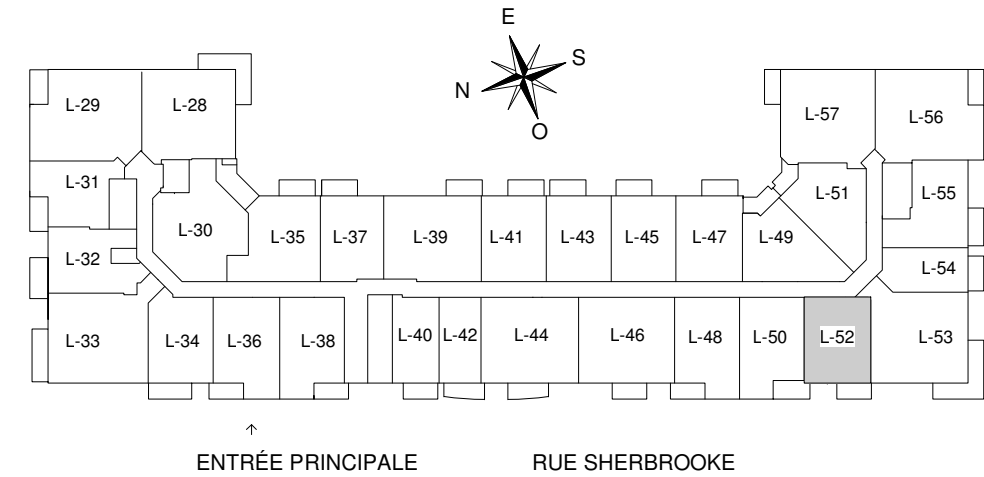 E
S
N
O
L-29
L-28
L-57
L-56
L-31
L-51
L-55
L-30
L-35
L-37
L-39
L-41
L-43
L-45
L-47
L-49
L-32
L-54
L-33
L-34
L-36
L-38
L-40
L-42
L-44
L-46
L-48
L-50
L-52
L-53
ENTRÉE PRINCIPALE
RUE SHERBROOKE